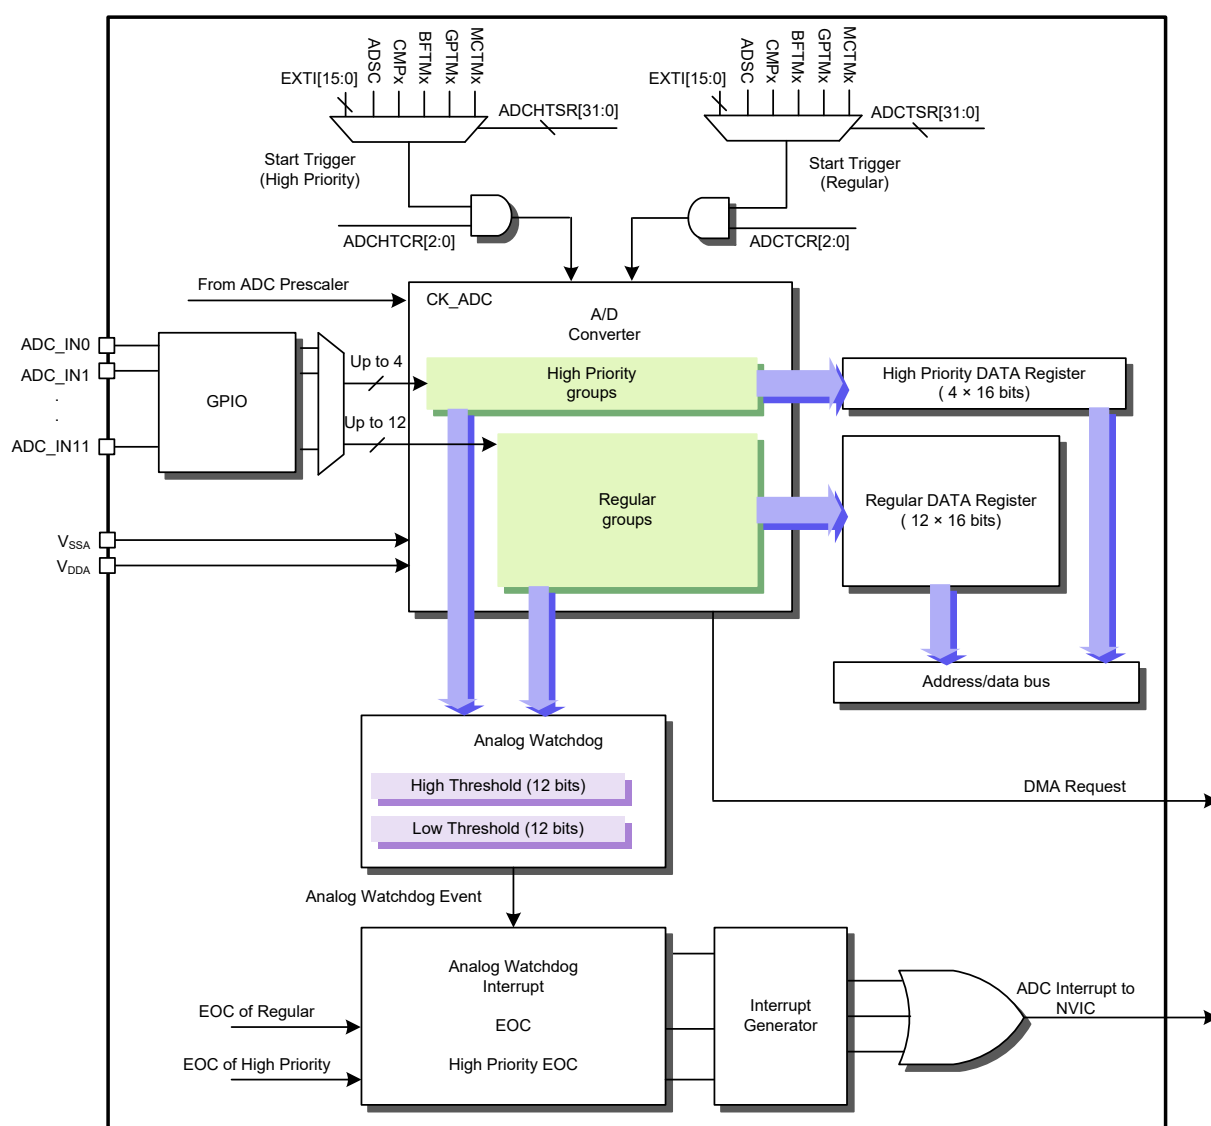 ADSC
CMPx
BFTMx
GPTMx
MCTMx
EXTI[15:0]
ADCHTSR[31:0]
Start Trigger
(High Priority)
ADCHTCR[2:0]
ADSC
CMPx
BFTMx
GPTMx
MCTMx
EXTI[15:0]
ADCTSR[31:0]
Start Trigger
(Regular)
ADCTCR[2:0]
From ADC Prescaler
CK_ADC
A/D
Converter
ADC_IN0
ADC_IN1
.
.
ADC_IN11
GPIO
Up to 4
Up to 12
High Priority
groups
Regular
groups
High Priority DATA Register
( 4 × 16 bits)
Regular DATA Register
( 12 × 16 bits)
VSSA
VDDA
Address/data bus
Analog Watchdog
High Threshold (12 bits)
Low Threshold (12 bits)
DMA Request
Analog Watchdog Event
Analog Watchdog
Interrupt
EOC
High Priority EOC
EOC of Regular
EOC of High Priority
Interrupt
Generator
ADC Interrupt to
NVIC